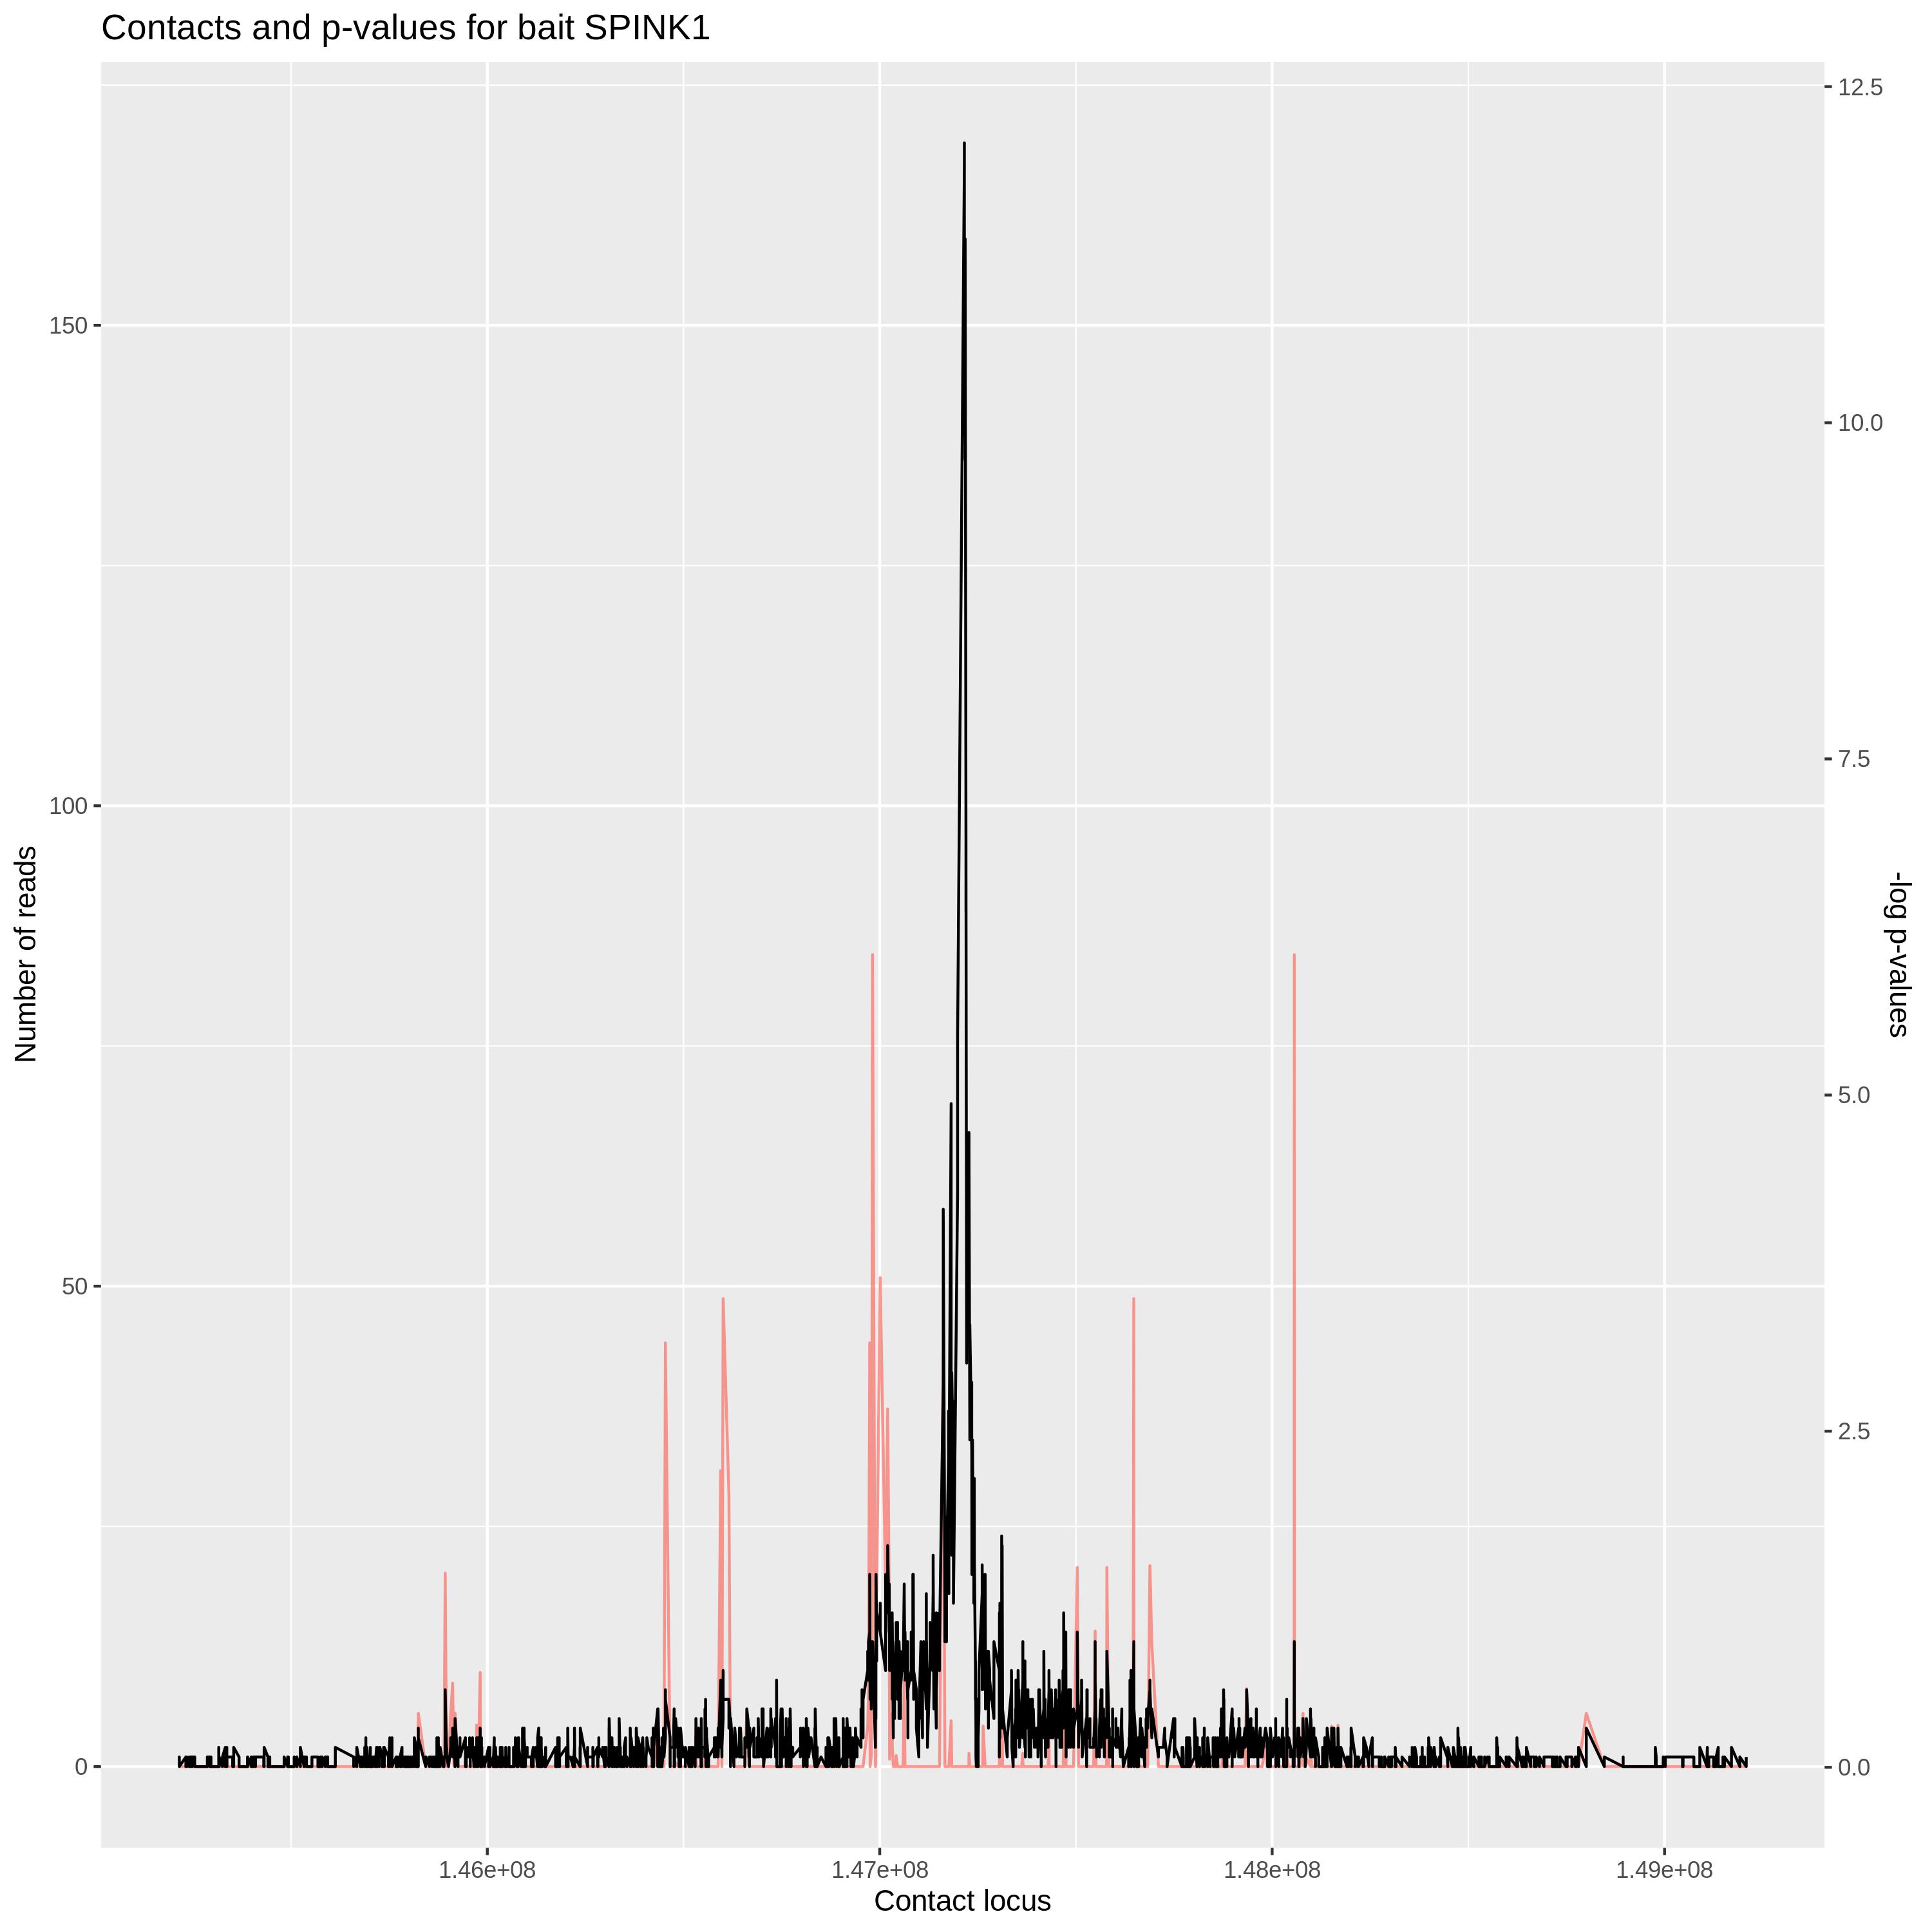 Contacts and p-values for bait SPINK1
Number of reads
150
100
50
0
12.5
10.0
7.5
5.0
2.5
0.0
-log p-values
1.46e+08
1.47e+08
1.48e+08
1.49e+08
Contact locus